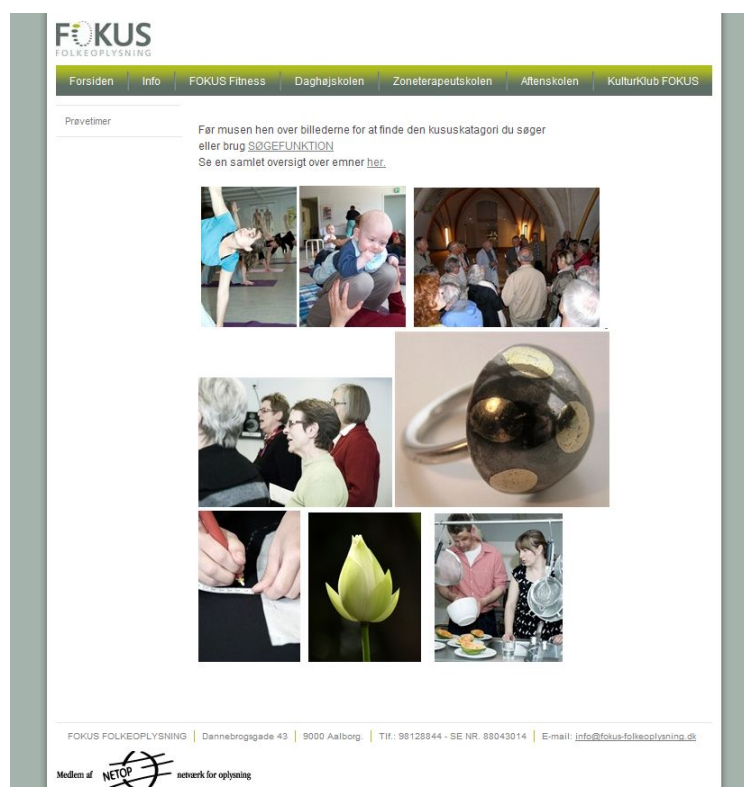 FOKUS
FOLKEOPLYSNING
Forsiden Info FOKUS Fitness Daghøjskolen Zoneterapeutskolen Aftenskolen KulturKlub FOKUS
Prøvetimer
Før musen hen over billederne for at finde den kususkatagori du søger
eller brug SØGEFUNKTION
Se en samlet oversigt over emner her.
FOKUS FOLKEOPLYSNING Dannebrogsgade 43 9000 Aalborg. Tlf.: 98128844 - SE NR. 88043014 E-mail: info@fokus-folkeoplysning.dk
Medlem af NETOP netværk for oplysning